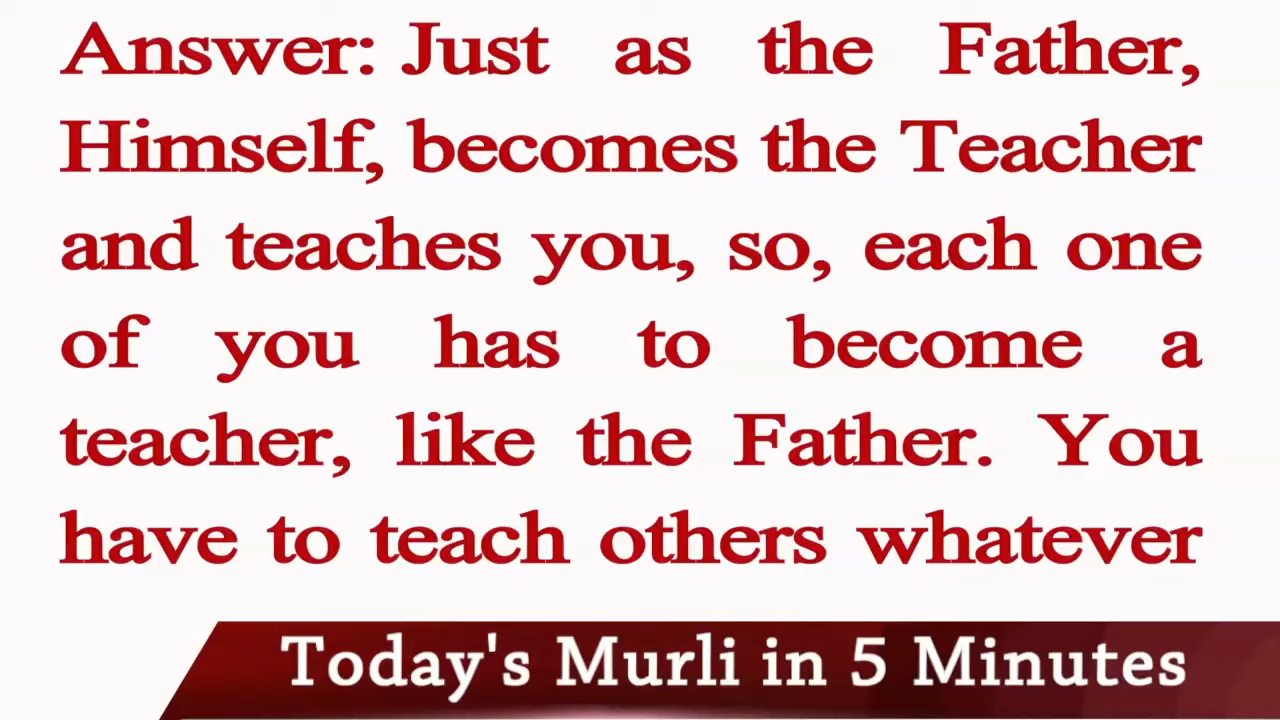 Answer: Just as the Father,
Himself, becomes the Teacher
and teaches you, so, each one
of you has to become a
teacher, like the Father. You
have to teach others whatever
Today's Murli in 5 Minutes